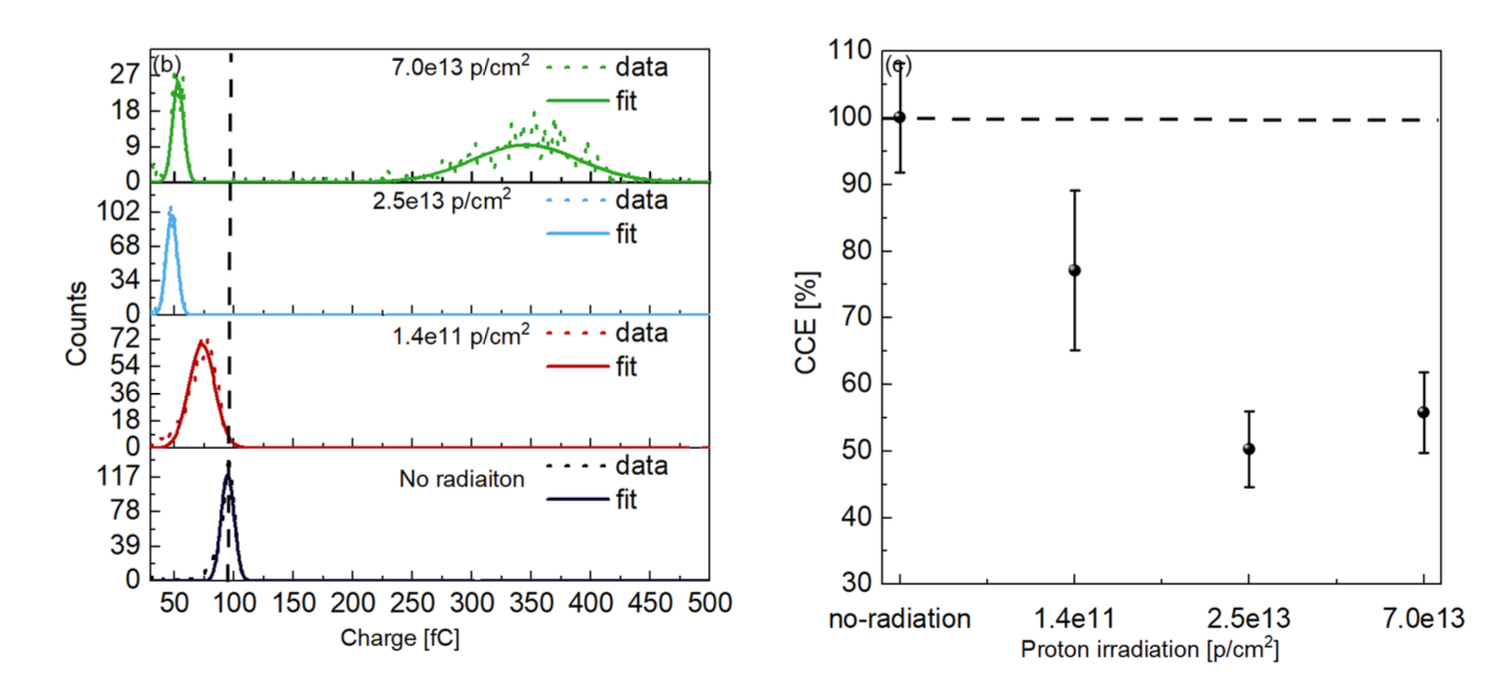 (b)
7.0e13 p/cm²
data
fit
27
18
9
0
2.5e13 p/cm²
data
fit
102
68
34
0
1.4e11 p/cm²
data
fit
72
54
36
18
0
No radiaiton
data
fit
117
78
39
0
Counts
50 100 150 200 250 300 350 400 450 500
Charge [fC]
(c)
110
100
90
80
70
60
50
40
30
CCE [%]
no-radiation 1.4e11 2.5e13 7.0e13
Proton irradiation [p/cm²]